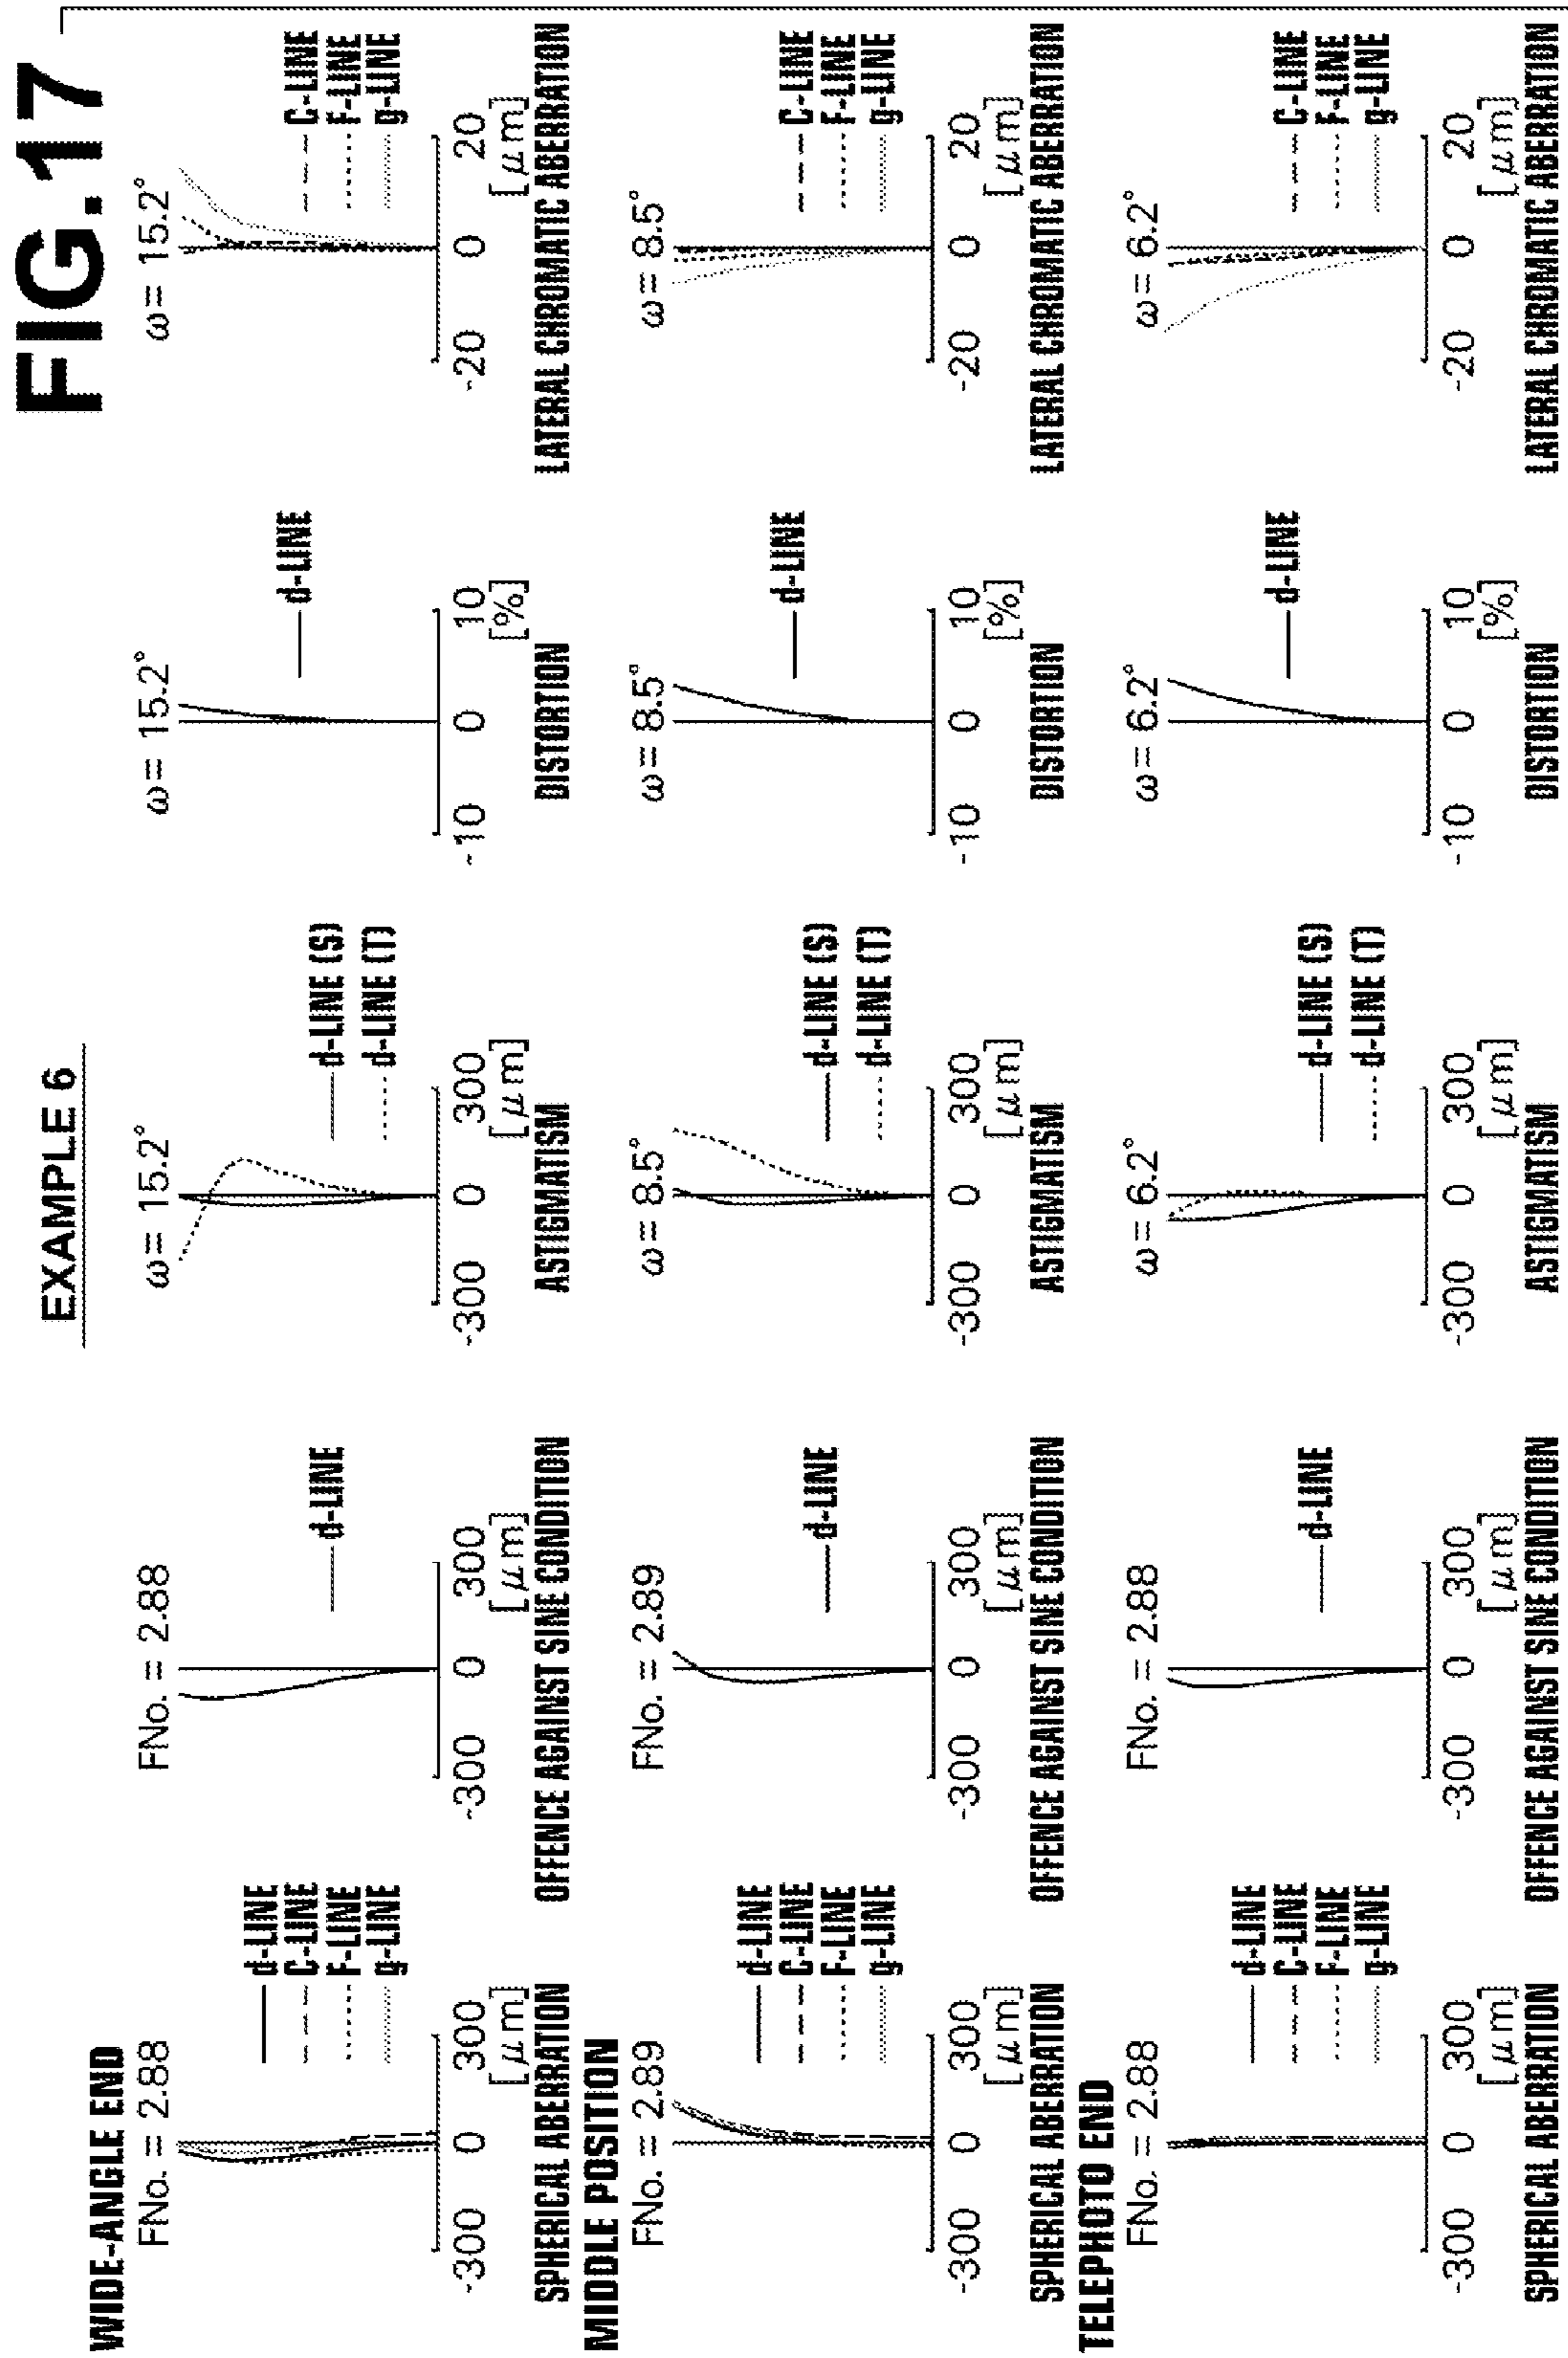 FIG.17
EXAMPLE 6
WIDE-ANGLE END
FNo. = 2.88
d-LINE
C-LINE
F-LINE
g-LINE
-300 0 300
[μm]
SPHERICAL ABERRATION
FNo. = 2.88
d-LINE
-300 0 300
[μm]
OFFENCE AGAINST SINE CONDITION
ω= 15.2°
d-LINE (S)
d-LINE (T)
-300 0 300
[μm]
ASTIGMATISM
ω= 15.2°
d-LINE
-10 0 10
[%]
DISTORTION
ω= 15.2°
C-LINE
F-LINE
g-LINE
-20 0 20
[μm]
LATERAL CHROMATIC ABERRATION
MIDDLE POSITION
FNo. = 2.89
d-LINE
C-LINE
F-LINE
g-LINE
-300 0 300
[μm]
SPHERICAL ABERRATION
FNo. = 2.89
d-LINE
-300 0 300
[μm]
OFFENCE AGAINST SINE CONDITION
ω= 8.5°
d-LINE (S)
d-LINE (T)
-300 0 300
[μm]
ASTIGMATISM
ω= 8.5°
d-LINE
-10 0 10
[%]
DISTORTION
ω= 8.5°
C-LINE
F-LINE
g-LINE
-20 0 20
[μm]
LATERAL CHROMATIC ABERRATION
TELEPHOTO END
FNo. = 2.88
d-LINE
C-LINE
F-LINE
g-LINE
-300 0 300
[μm]
SPHERICAL ABERRATION
FNo. = 2.88
d-LINE
-300 0 300
[μm]
OFFENCE AGAINST SINE CONDITION
ω= 6.2°
d-LINE (S)
d-LINE (T)
-300 0 300
[μm]
ASTIGMATISM
ω= 6.2°
d-LINE
-10 0 10
[%]
DISTORTION
ω= 6.2°
C-LINE
F-LINE
g-LINE
-20 0 20
[μm]
LATERAL CHROMATIC ABERRATION